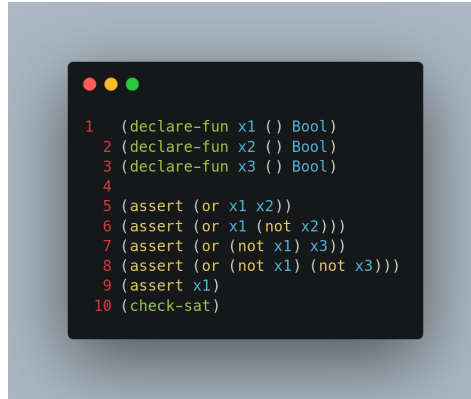 1 (declare-fun x1 () Bool)
2 (declare-fun x2 () Bool)
3 (declare-fun x3 () Bool)
4
5 (assert (or x1 x2))
6 (assert (or x1 (not x2)))
7 (assert (or (not x1) x3))
8 (assert (or (not x1) (not x3)))
9 (assert x1)
10 (check-sat)